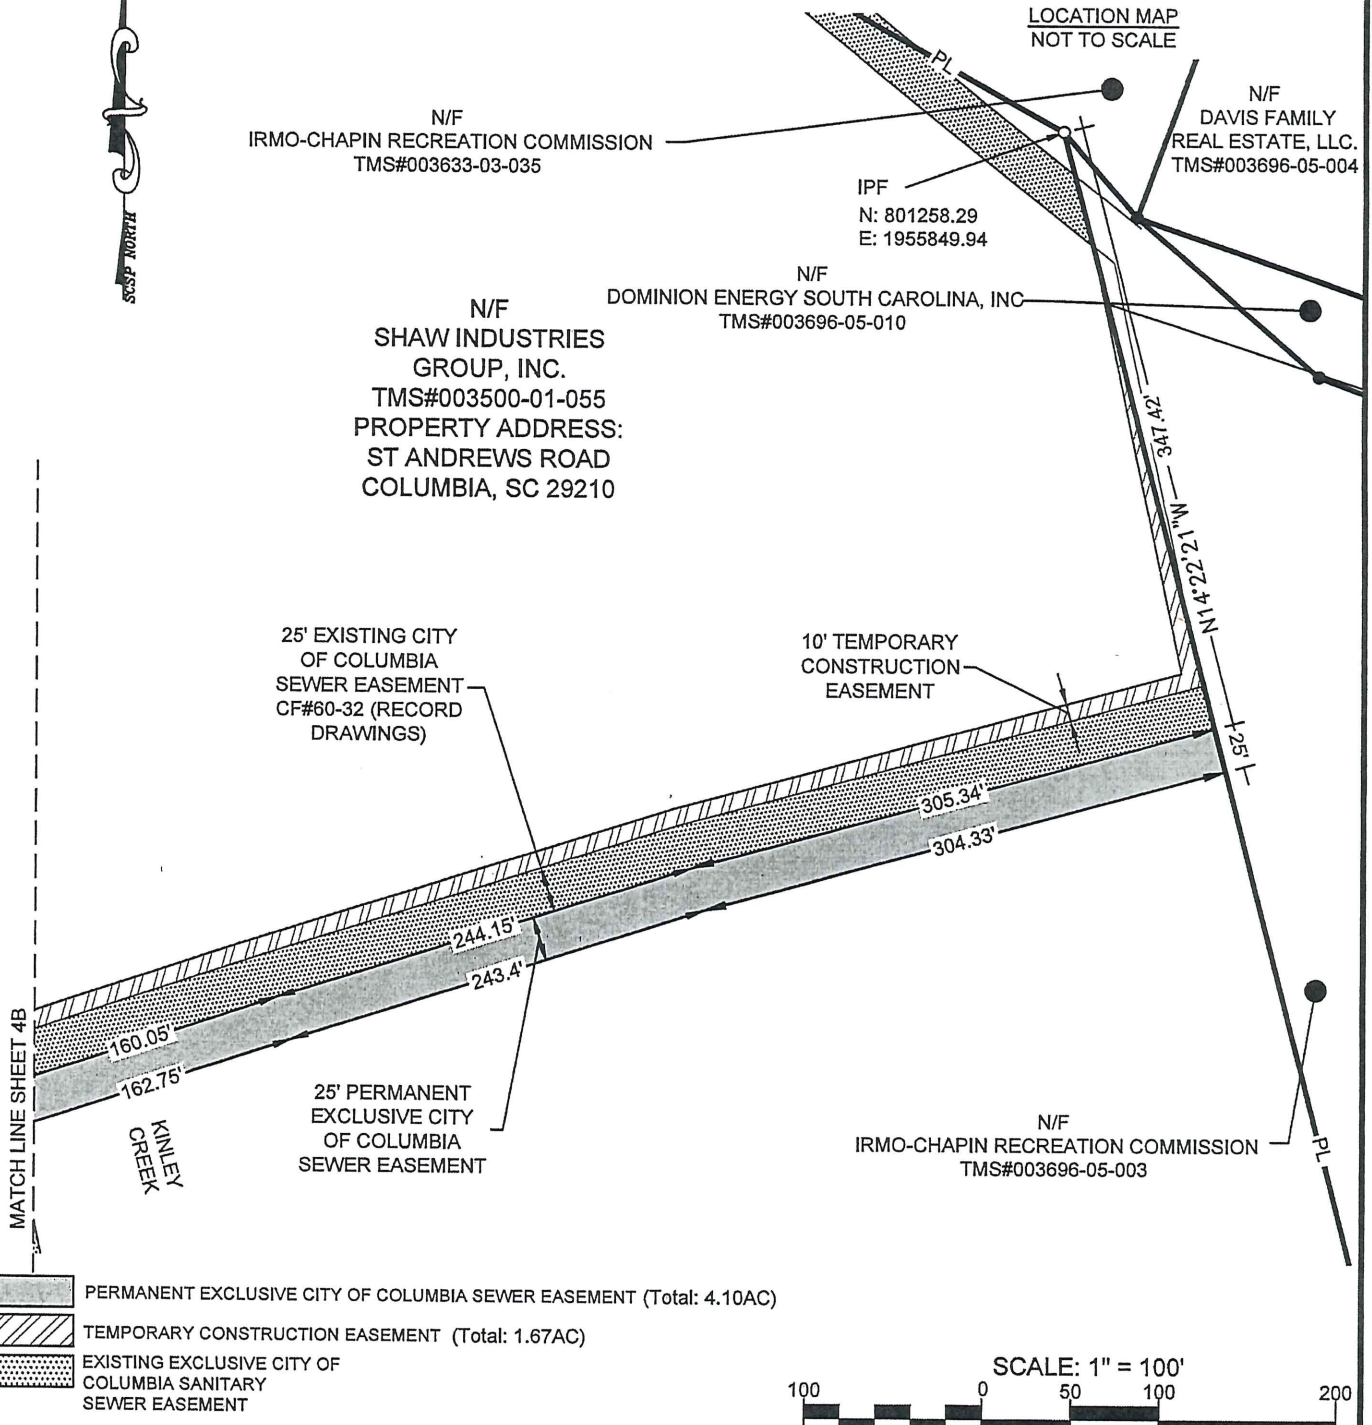 LOCATION MAP
NOT TO SCALE
PL
N/F
IRMO-CHAPIN RECREATION COMMISSION
TMS#003633-03-035
N/F
DAVIS FAMILY
REAL ESTATE, LLC.
TMS#003696-05-004
SCSP NORTH
IPF
N: 801258.29
E: 1955849.94
N/F
DOMINION ENERGY SOUTH CAROLINA, INC
TMS#003696-05-010
N/F
SHAW INDUSTRIES
GROUP, INC.
TMS#003500-01-055
PROPERTY ADDRESS:
ST ANDREWS ROAD
COLUMBIA, SC 29210
N14°22'21"W
347.42'
25' EXISTING CITY
OF COLUMBIA
SEWER EASEMENT
CF#60-32 (RECORD
DRAWINGS)
10' TEMPORARY
CONSTRUCTION
EASEMENT
25'
305.34'
304.33'
244.15'
243.4'
160.05'
162.75'
MATCH LINE SHEET 4B
KINLEY
CREEK
25' PERMANENT
EXCLUSIVE CITY
OF COLUMBIA
SEWER EASEMENT
N/F
IRMO-CHAPIN RECREATION COMMISSION
TMS#003696-05-003
PL
PERMANENT EXCLUSIVE CITY OF COLUMBIA SEWER EASEMENT (Total: 4.10AC)
TEMPORARY CONSTRUCTION EASEMENT (Total: 1.67AC)
EXISTING EXCLUSIVE CITY OF
COLUMBIA SANITARY
SEWER EASEMENT
SCALE: 1" = 100'
100 0 50 100 200